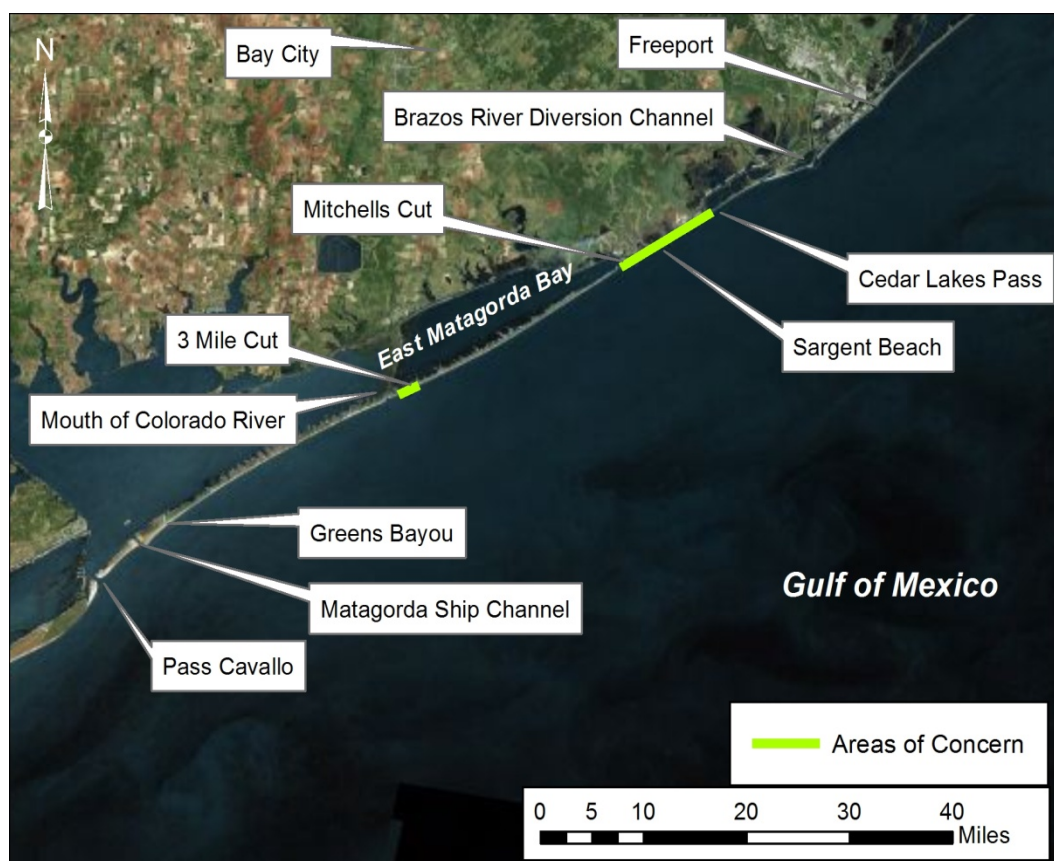 N
Bay City
Freeport
Brazos River Diversion Channel
Mitchells Cut
Cedar Lakes Pass
East Matagorda Bay
3 Mile Cut
Sargent Beach
Mouth of Colorado River
Greens Bayou
Gulf of Mexico
Matagorda Ship Channel
Pass Cavallo
Areas of Concern
0 5 10 20 30 40
Miles